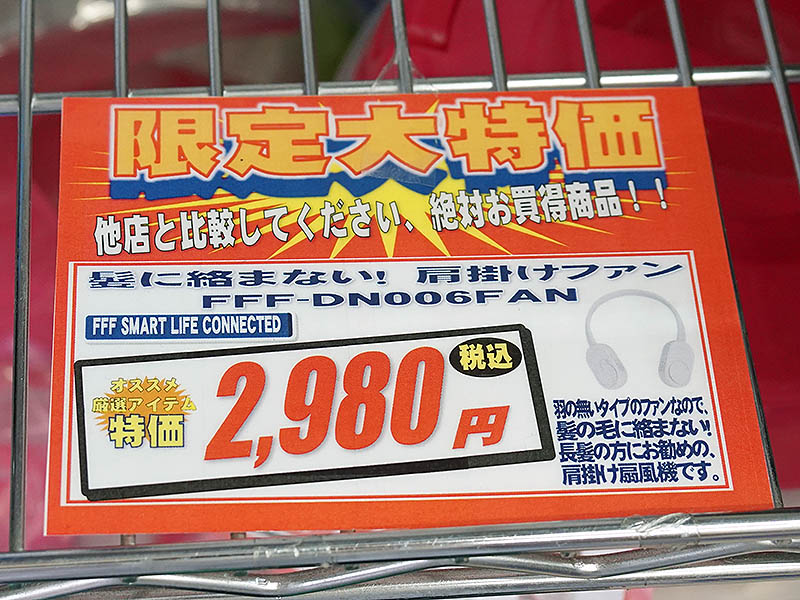 限定大特価
他店と比較してください、絶対お買得商品！！
髪に絡まない! 肩掛けファン
FFF-DN006FAN
FFF SMART LIFE CONNECTED
オススメ
厳選アイテム
特価
2,980円
税込
羽の無いタイプのファンなので、
髪の毛に絡まない!
長髪の方にお勧めの、
肩掛け扇風機です。